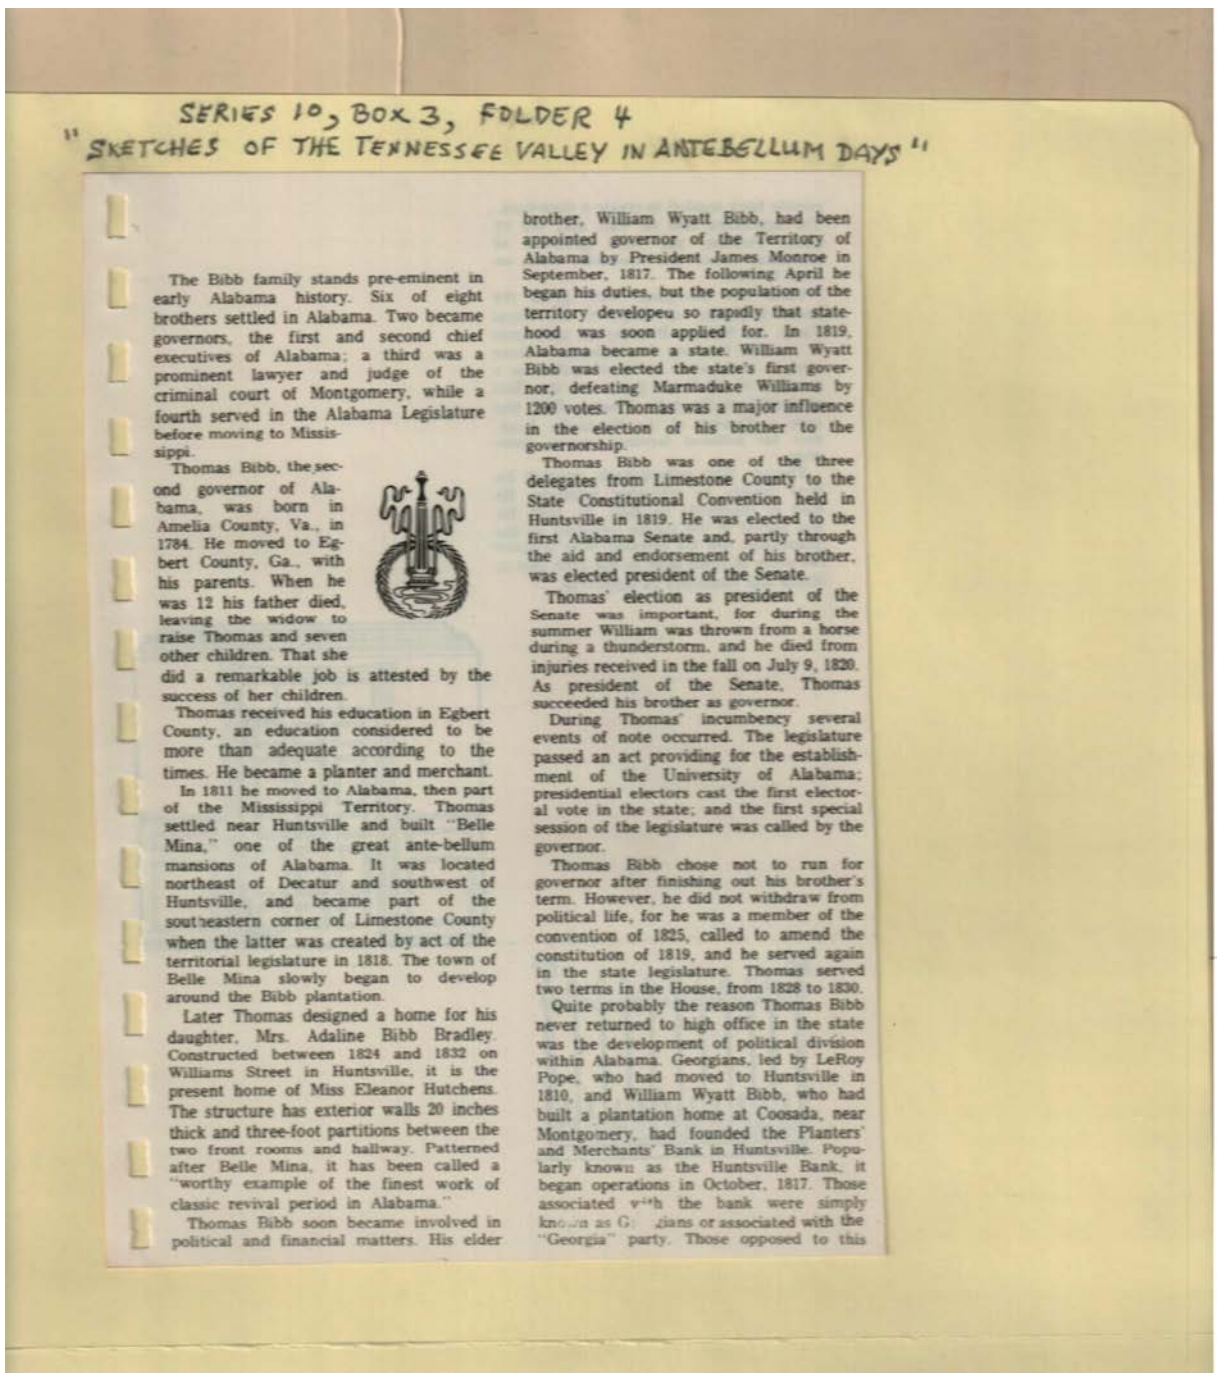 SERIES 10, BOX 3, FOLDER 4
"SKETCHES OF THE TENNESSEE VALLEY IN ANTEBELLUM DAYS"
The Bibb family stands pre-eminent in
early Alabama history. Six of eight
brothers settled in Alabama. Two became
governors, the first and second chief
executives of Alabama; a third was a
prominent lawyer and judge of the
criminal court of Montgomery, while a
fourth served in the Alabama Legislature
before moving to Missis-
sippi.
Thomas Bibb, the sec-
ond governor of Ala-
bama, was born in
Amelia County, Va., in
1784. He moved to Eg-
bert County, Ga., with
his parents. When he
was 12 his father died,
leaving the widow to
raise Thomas and seven
other children. That she
did a remarkable job is attested by the
success of her children.
Thomas received his education in Egbert
County, an education considered to be
more than adequate according to the
times. He became a planter and merchant.
In 1811 he moved to Alabama, then part
of the Mississippi Territory. Thomas
settled near Huntsville and built "Belle
Mina," one of the great ante-bellum
mansions of Alabama. It was located
northeast of Decatur and southwest of
Huntsville, and became part of the
southeastern corner of Limestone County
when the latter was created by act of the
territorial legislature in 1818. The town of
Belle Mina slowly began to develop
around the Bibb plantation.
Later Thomas designed a home for his
daughter, Mrs. Adaline Bibb Bradley.
Constructed between 1824 and 1832 on
Williams Street in Huntsville, it is the
present home of Miss Eleanor Hutchens.
The structure has exterior walls 20 inches
thick and three-foot partitions between the
two front rooms and hallway. Patterned
after Belle Mina, it has been called a
"worthy example of the finest work of
classic revival period in Alabama."
Thomas Bibb soon became involved in
political and financial matters. His elder
brother, William Wyatt Bibb, had been
appointed governor of the Territory of
Alabama by President James Monroe in
September, 1817. The following April he
began his duties, but the population of the
territory developed so rapidly that state-
hood was soon applied for. In 1819,
Alabama became a state. William Wyatt
Bibb was elected the state's first gover-
nor, defeating Marmaduke Williams by
1200 votes. Thomas was a major influence
in the election of his brother to the
governorship.
Thomas Bibb was one of the three
delegates from Limestone County to the
State Constitutional Convention held in
Huntsville in 1819. He was elected to the
first Alabama Senate and, partly through
the aid and endorsement of his brother,
was elected president of the Senate.
Thomas' election as president of the
Senate was important, for during the
summer William was thrown from a horse
during a thunderstorm, and he died from
injuries received in the fall on July 9, 1820.
As president of the Senate, Thomas
succeeded his brother as governor.
During Thomas' incumbency several
events of note occurred. The legislature
passed an act providing for the establish-
ment of the University of Alabama;
presidential electors cast the first elector-
al vote in the state; and the first special
session of the legislature was called by the
governor.
Thomas Bibb chose not to run for
governor after finishing out his brother's
term. However, he did not withdraw from
political life, for he was a member of the
convention of 1825, called to amend the
constitution of 1819, and he served again
in the state legislature. Thomas served
two terms in the House, from 1828 to 1830.
Quite probably the reason Thomas Bibb
never returned to high office in the state
was the development of political division
within Alabama. Georgians, led by LeRoy
Pope, who had moved to Huntsville in
1810, and William Wyatt Bibb, who had
built a plantation home at Coosada, near
Montgomery, had founded the Planters'
and Merchants' Bank in Huntsville. Popu-
larly known as the Huntsville Bank, it
began operations in October, 1817. Those
associated with the bank were simply
known as or associated with the
"Georgia" party. Those opposed to this